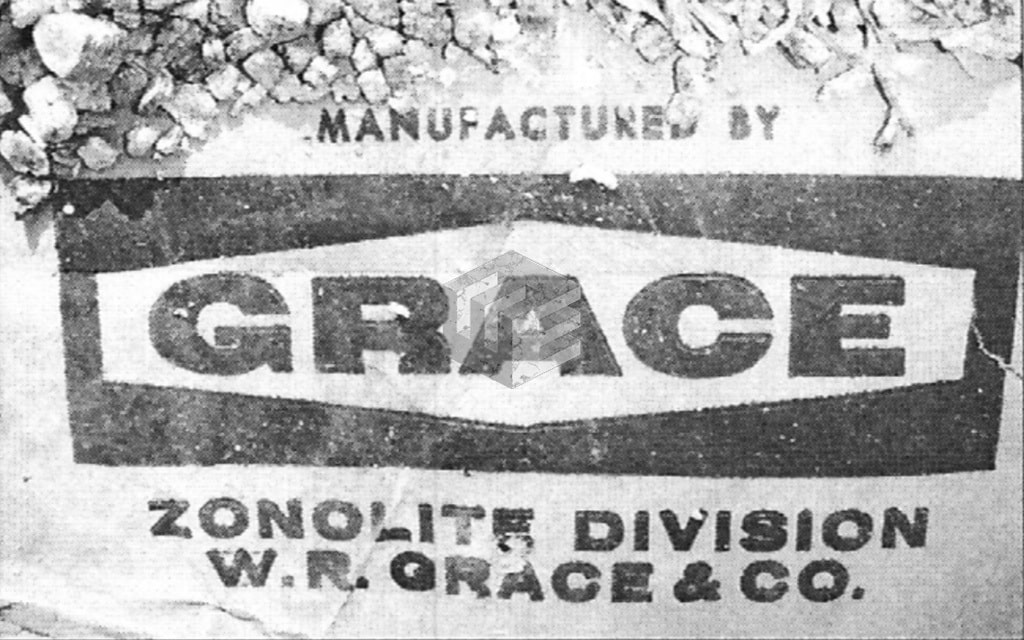 MANUFACTURED BY
GRACE
ZONOLITE DIVISION
W.R. GRACE & CO.